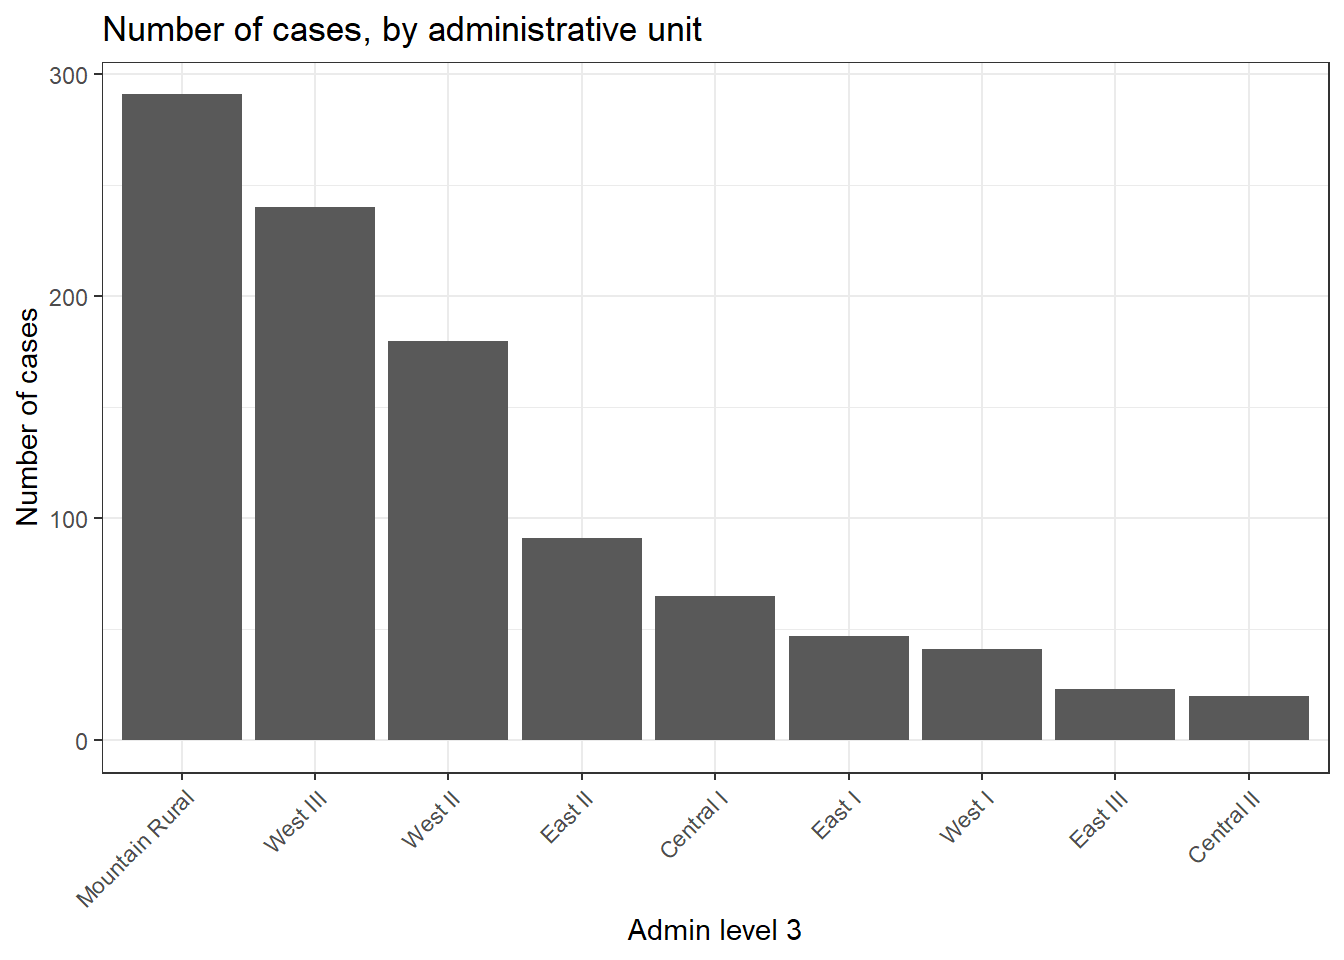 Number of cases, by administrative unit
Number of cases
300
200
100
0
Mountain Rural
West III
West II
East II
Central I
East I
West I
East III
Central II
Admin level 3